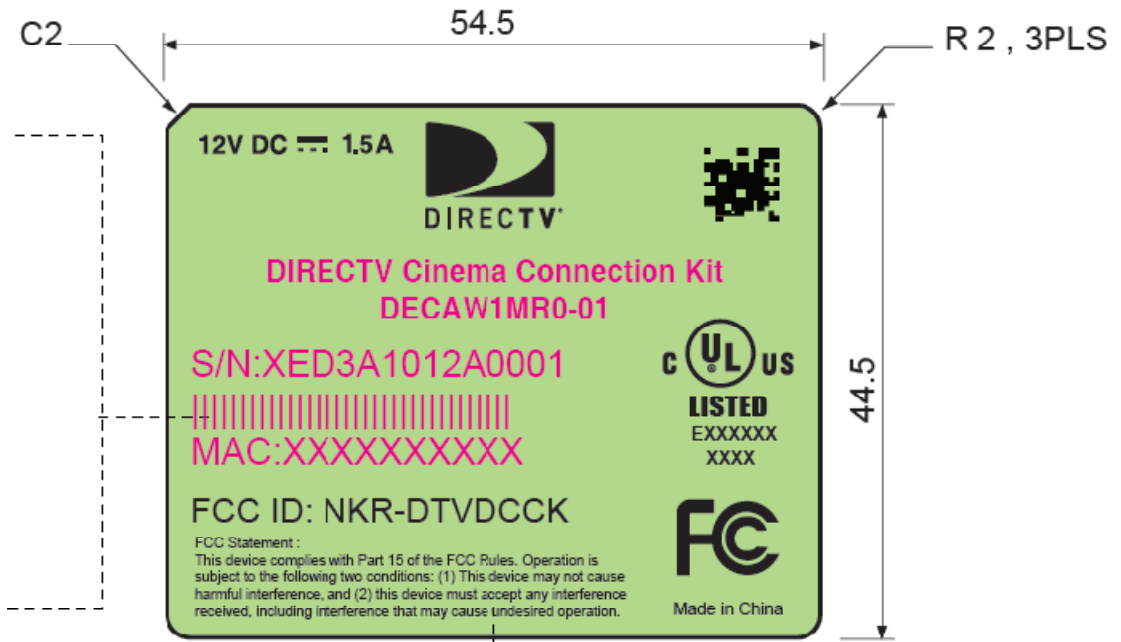 C2
54.5
R 2 , 3PLS
12V DC 1.5A
DIRECTV
DIRECTV Cinema Connection Kit
DECAW1MR0-01
S/N:XED3A1012A0001
MAC:XXXXXXXXXX
C UL US
LISTED
EXXXXXX
XXXX
44.5
FCC ID: NKR-DTVDCCK
FCC Statement :
This device complies with Part 15 of the FCC Rules. Operation is
subject to the following two conditions: (1) This device may not cause
harmful interference, and (2) this device must accept any interference
received, including interference that may cause undesired operation.
FC
Made in China